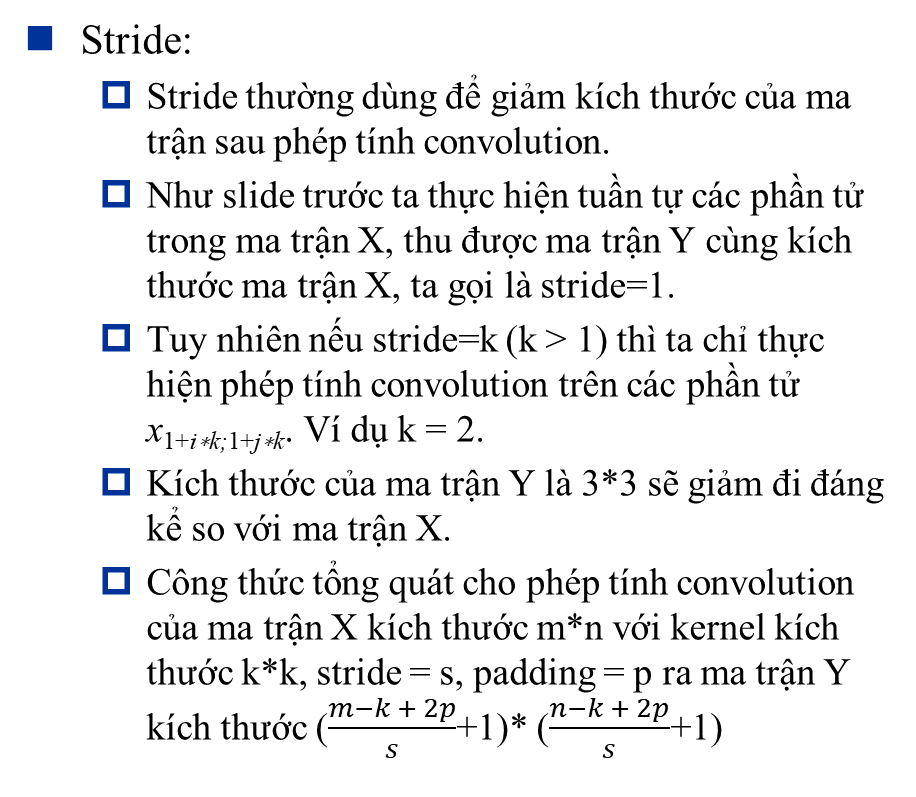 Stride:
Stride thường dùng để giảm kích thước của ma
trận sau phép tính convolution.
Như slide trước ta thực hiện tuần tự các phần tử
trong ma trận X, thu được ma trận Y cùng kích
thước ma trận X, ta gọi là stride=1.
Tuy nhiên nếu stride=k (k > 1) thì ta chỉ thực
hiện phép tính convolution trên các phần tử
x₁₊ᵢ∗ₖ;₁₊ⱼ∗ₖ. Ví dụ k = 2.
Kích thước của ma trận Y là 3*3 sẽ giảm đi đáng
kể so với ma trận X.
Công thức tổng quát cho phép tính convolution
của ma trận X kích thước m*n với kernel kích
thước k*k, stride = s, padding = p ra ma trận Y
kích thước (\frac{m−k + 2p}{s}+1)* (\frac{n−k + 2p}{s}+1)